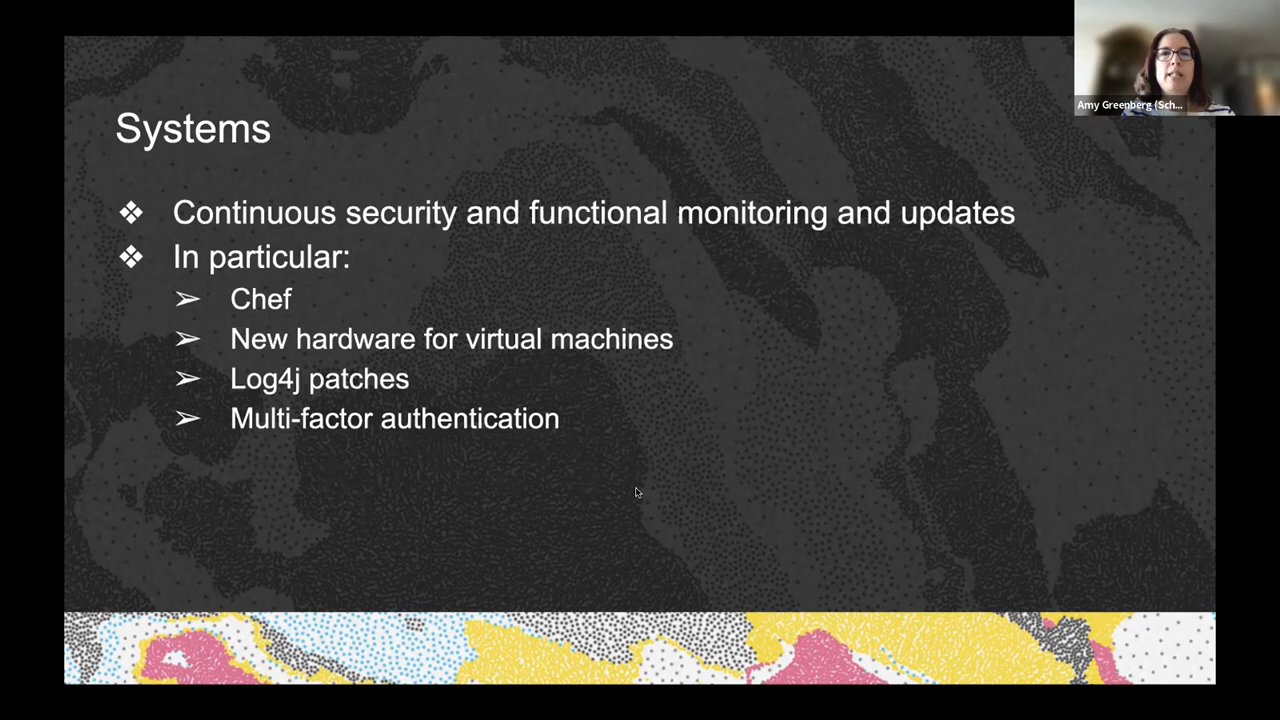 Amy Greenberg (Sch...
Systems
❖ Continuous security and functional monitoring and updates
❖ In particular:
➢ Chef
➢ New hardware for virtual machines
➢ Log4j patches
➢ Multi-factor authentication